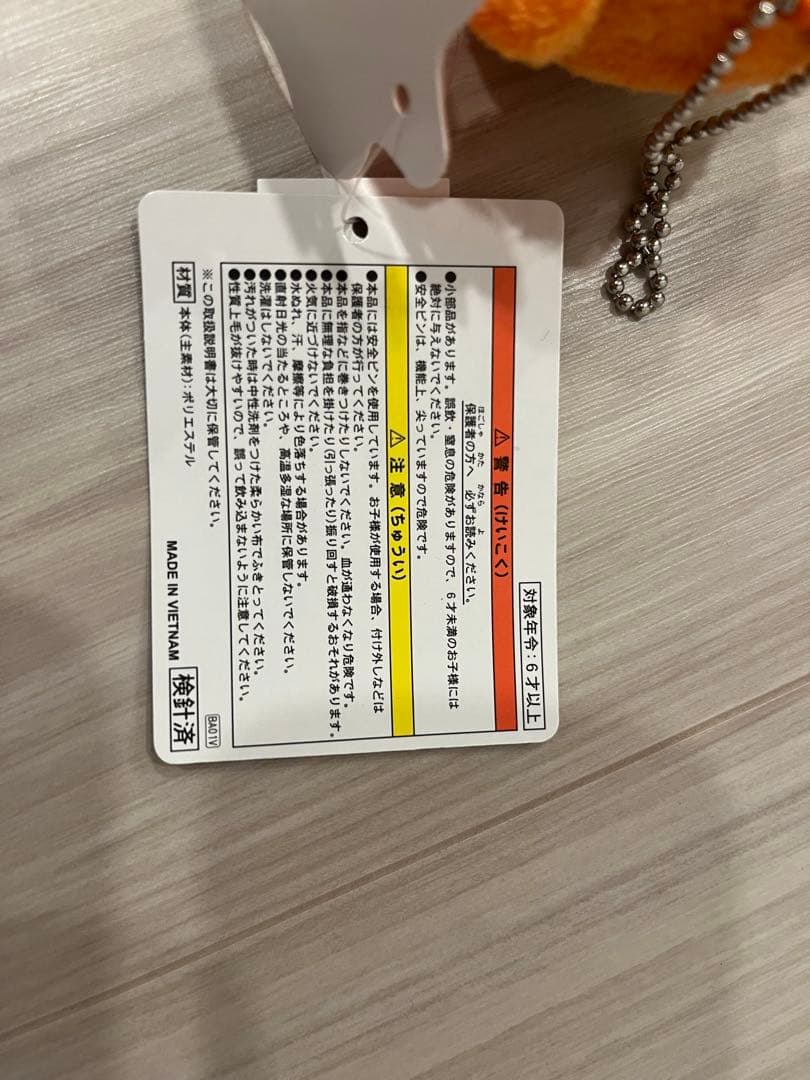 対象年令：6才以上
⚠ 警告（けいこく）
保護者の方へ　必ずお読みください。
ほごしゃ　かた　かなら　よ
●小部品があります。誤飲・窒息の危険がありますので、6才未満のお子様には
絶対に与えないでください。
●安全ピンは、機能上、尖っていますので危険です。
⚠ 注意（ちゅうい）
●本品には安全ピンを使用しています。お子様が使用する場合、付け外しなどは
保護者の方が行ってください。
●本品を指などに巻きつけたりしないでください。血が通わなくなり危険です。
●本品に無理な負担を掛けたり(引っ張ったり)振り回すと破損するおそれがあります。
●火気に近づけないでください。
●水ぬれ、汗、摩擦等により色落ちする場合があります。
●直射日光の当たるところや、高温多湿な場所に保管しないでください。
●洗濯はしないでください。
●汚れがついた時は中性洗剤をつけた柔らかい布でふきとってください。
●性質上毛が抜けやすいので、誤って飲み込まないように注意してください。
BA01V
※この取扱説明書は大切に保管してください。
材質 本体(主素材)：ポリエステル
MADE IN VIETNAM 検針済